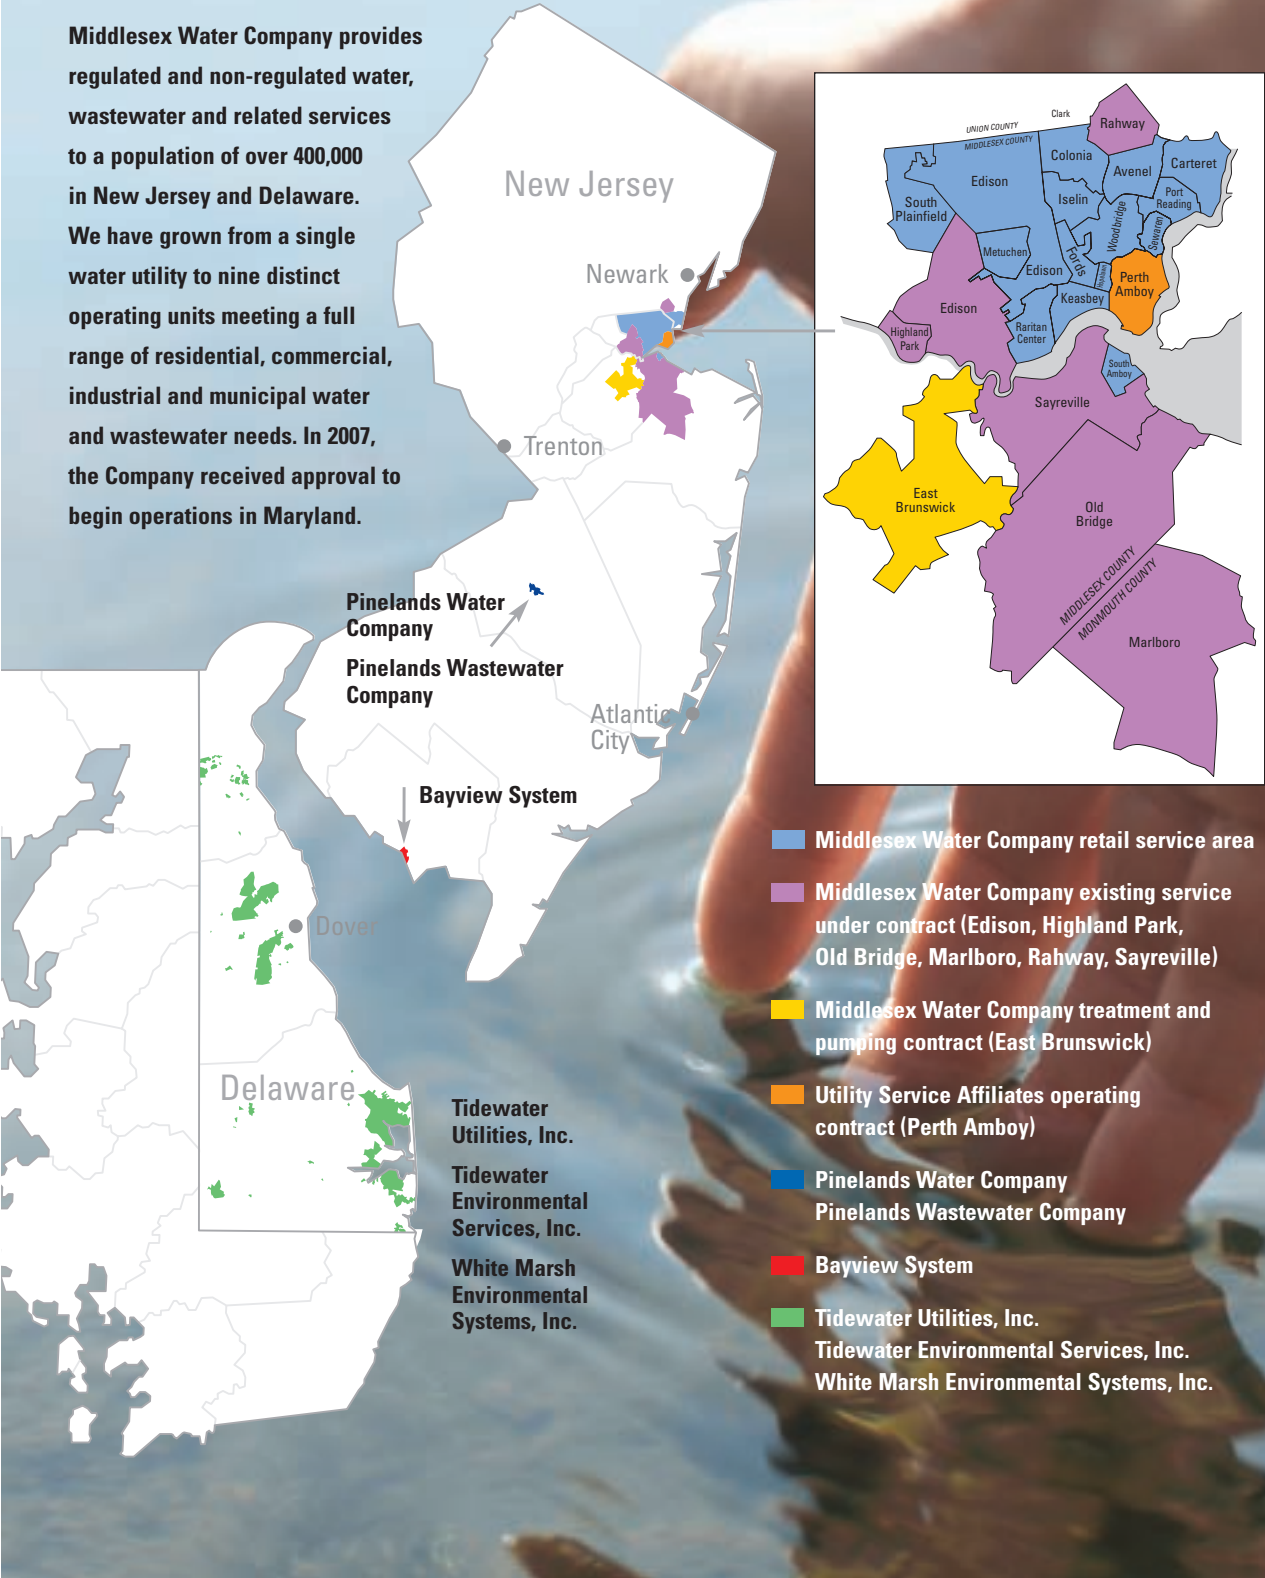 Middlesex Water Company provides
regulated and non-regulated water,
wastewater and related services
to a population of over 400,000
in New Jersey and Delaware.
We have grown from a single
water utility to nine distinct
operating units meeting a full
range of residential, commercial,
industrial and municipal water
and wastewater needs. In 2007,
the Company received approval to
begin operations in Maryland.
New Jersey
Newark
Trenton
Pinelands Water
Company
Pinelands Wastewater
Company
Atlantic
City
Bayview System
Dover
Delaware
Tidewater
Utilities, Inc.
Tidewater
Environmental
Services, Inc.
White Marsh
Environmental
Systems, Inc.
Clark
UNION COUNTY
MIDDLESEX COUNTY
Rahway
Colonia
Avenel
Carteret
Edison
Iselin
Port
Reading
South
Plainfield
Woodbridge
Sewaren
Metuchen
Fords
Edison
Perth
Amboy
Keasbey
Edison
Raritan
Center
Highland
Park
South
Amboy
Sayreville
East
Brunswick
Old
Bridge
MIDDLESEX COUNTY
MONMOUTH COUNTY
Marlboro
Middlesex Water Company retail service area
Middlesex Water Company existing service
under contract (Edison, Highland Park,
Old Bridge, Marlboro, Rahway, Sayreville)
Middlesex Water Company treatment and
pumping contract (East Brunswick)
Utility Service Affiliates operating
contract (Perth Amboy)
Pinelands Water Company
Pinelands Wastewater Company
Bayview System
Tidewater Utilities, Inc.
Tidewater Environmental Services, Inc.
White Marsh Environmental Systems, Inc.